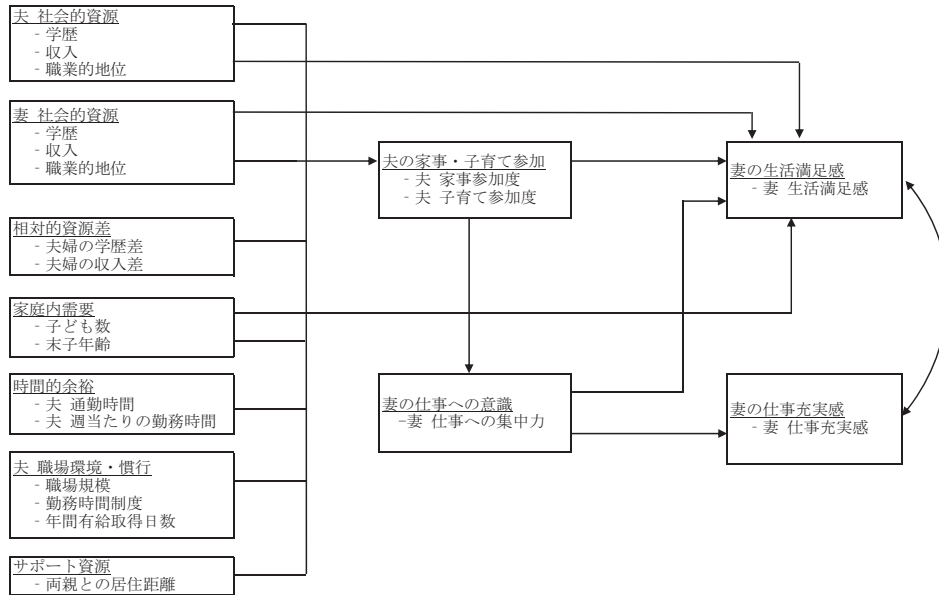 夫 社会的資源
- 学歴
- 収入
- 職業的地位
妻 社会的資源
- 学歴
- 収入
- 職業的地位
相対的資源差
- 夫婦の学歴差
- 夫婦の収入差
家庭内需要
- 子ども数
- 末子年齢
時間的余裕
- 夫 通勤時間
- 夫 週当たりの勤務時間
夫 職場環境・慣行
- 職場規模
- 勤務時間制度
- 年間有給取得日数
サポート資源
- 両親との居住距離
夫の家事・子育て参加
- 夫 家事参加度
- 夫 子育て参加度
妻の仕事への意識
-妻 仕事への集中力
妻の生活満足感
- 妻 生活満足感
妻の仕事充実感
- 妻 仕事充実感